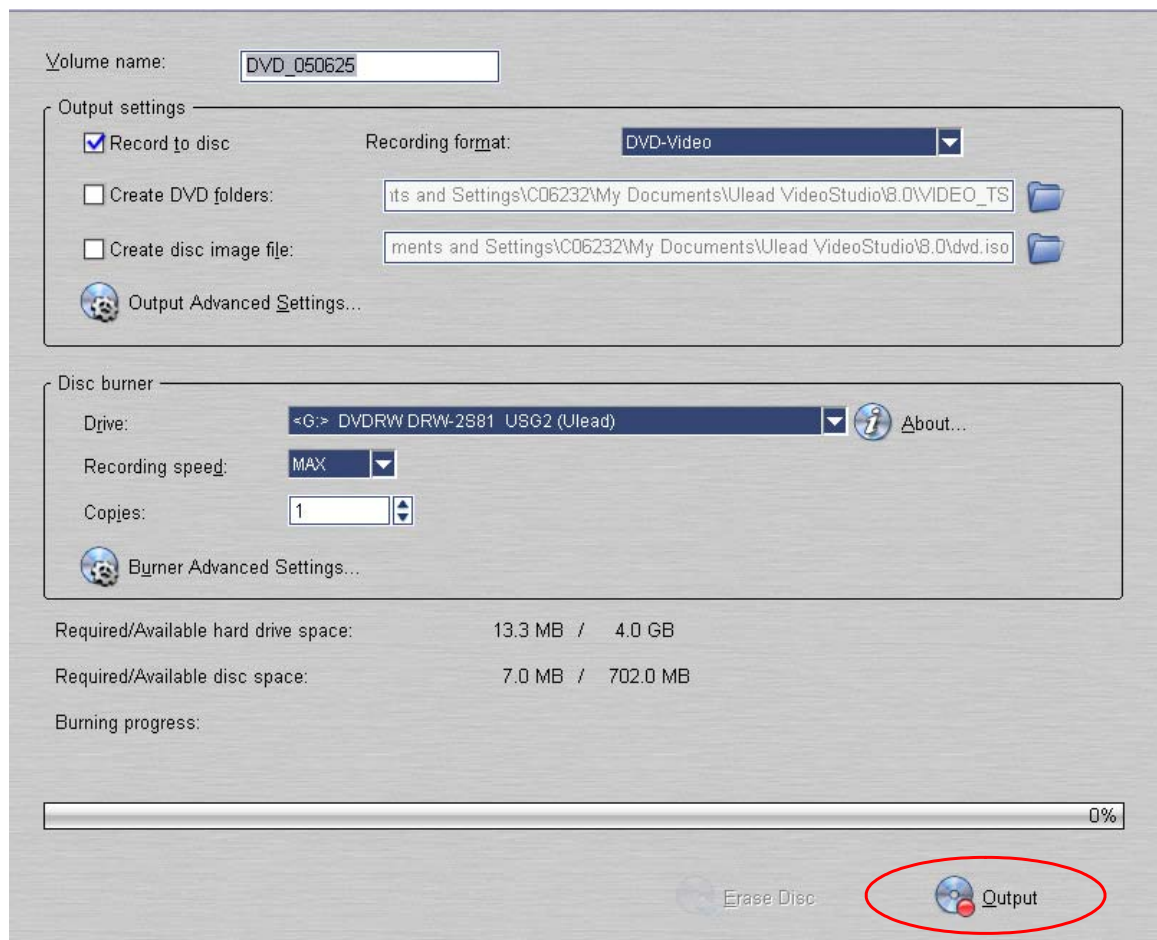 Volume name: DVD_050625
Output settings
Record to disc Recording format: DVD-Video
Create DVD folders: its and Settings\C06232\My Documents\Ulead VideoStudio\8.0\VIDEO_TS
Create disc image file: ments and Settings\C06232\My Documents\Ulead VideoStudio\8.0\dvd.iso
Output Advanced Settings...
Disc burner
Drive: <G:> DVDRW DRW-2S81 USG2 (Ulead) About...
Recording speed: MAX
Copies: 1
Burner Advanced Settings...
Required/Available hard drive space: 13.3 MB / 4.0 GB
Required/Available disc space: 7.0 MB / 702.0 MB
Burning progress:
0%
Erase Disc Output